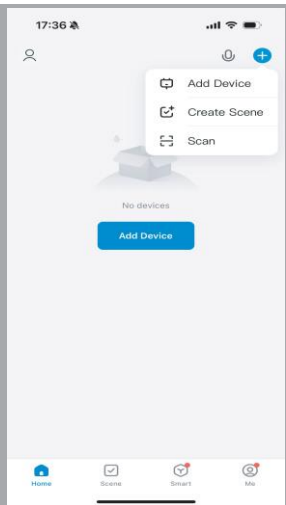 17:36
Add Device
Create Scene
Scan
No devices
Add Device
Home
Scene
Smart
Me